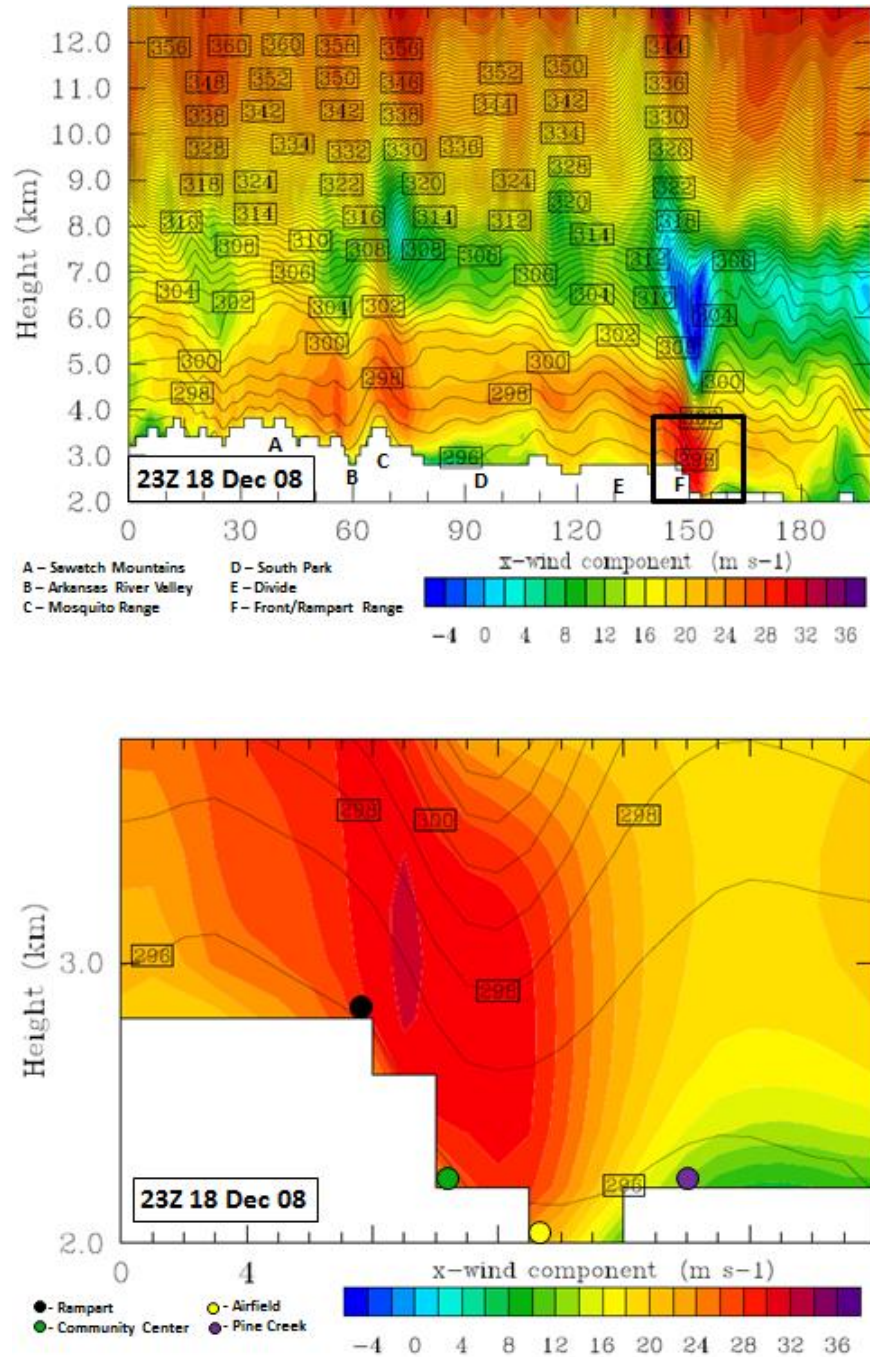 12.0
11.0
10.0
9.0
8.0
7.0
6.0
5.0
4.0
3.0
2.0
Height (km)
356 360 360 358 356 344
348 352 350 346 352 350 336
338 342 342 338 344 342 330
328 334 332 330 336 334 326
318 324 322 320 324 328 322
316 314 316 314 312 320 318
308 310 308 308 308 314 312 306
304 306 306 310
302 304 302 304 304
300 300 300 302 300
298 298 298 298
296
A B C D E F
23Z 18 Dec 08
0 30 60 90 120 150 180
x-wind component (m s-1)
A – Sawatch Mountains D – South Park
B – Arkansas River Valley E – Divide
C – Mosquito Range F – Front/Rampart Range
-4 0 4 8 12 16 20 24 28 32 36
Height (km)
3.0
2.0
298 300 298
296 298
296
23Z 18 Dec 08
0 4
x-wind component (m s-1)
- Rampart - Airfield
- Community Center - Pine Creek
-4 0 4 8 12 16 20 24 28 32 36